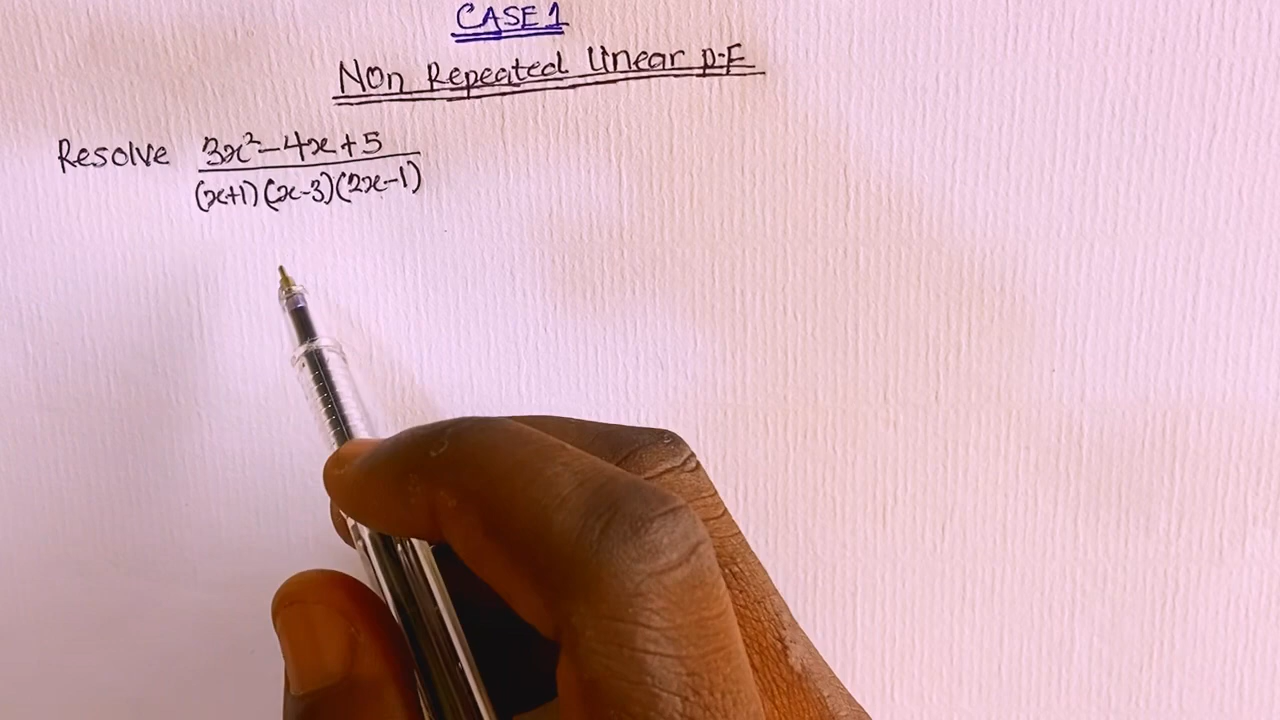 CASE 1
Non Repeated Linear P.F
Resolve 3x²-4x+5
(x+1)(x-3)(2x-1)